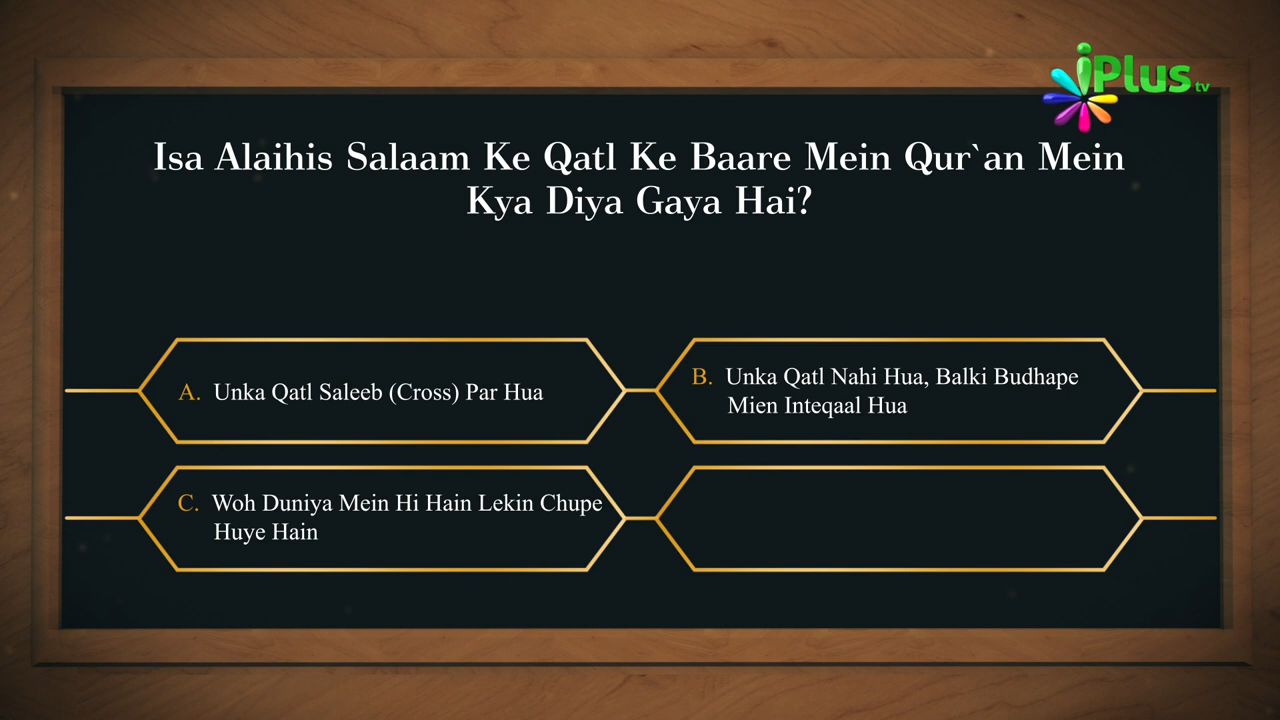 iPlus tv
Isa Alaihis Salaam Ke Qatl Ke Baare Mein Qur`an Mein
Kya Diya Gaya Hai?
A. Unka Qatl Saleeb (Cross) Par Hua
B. Unka Qatl Nahi Hua, Balki Budhape
Mien Inteqaal Hua
C. Woh Duniya Mein Hi Hain Lekin Chupe
Huye Hain